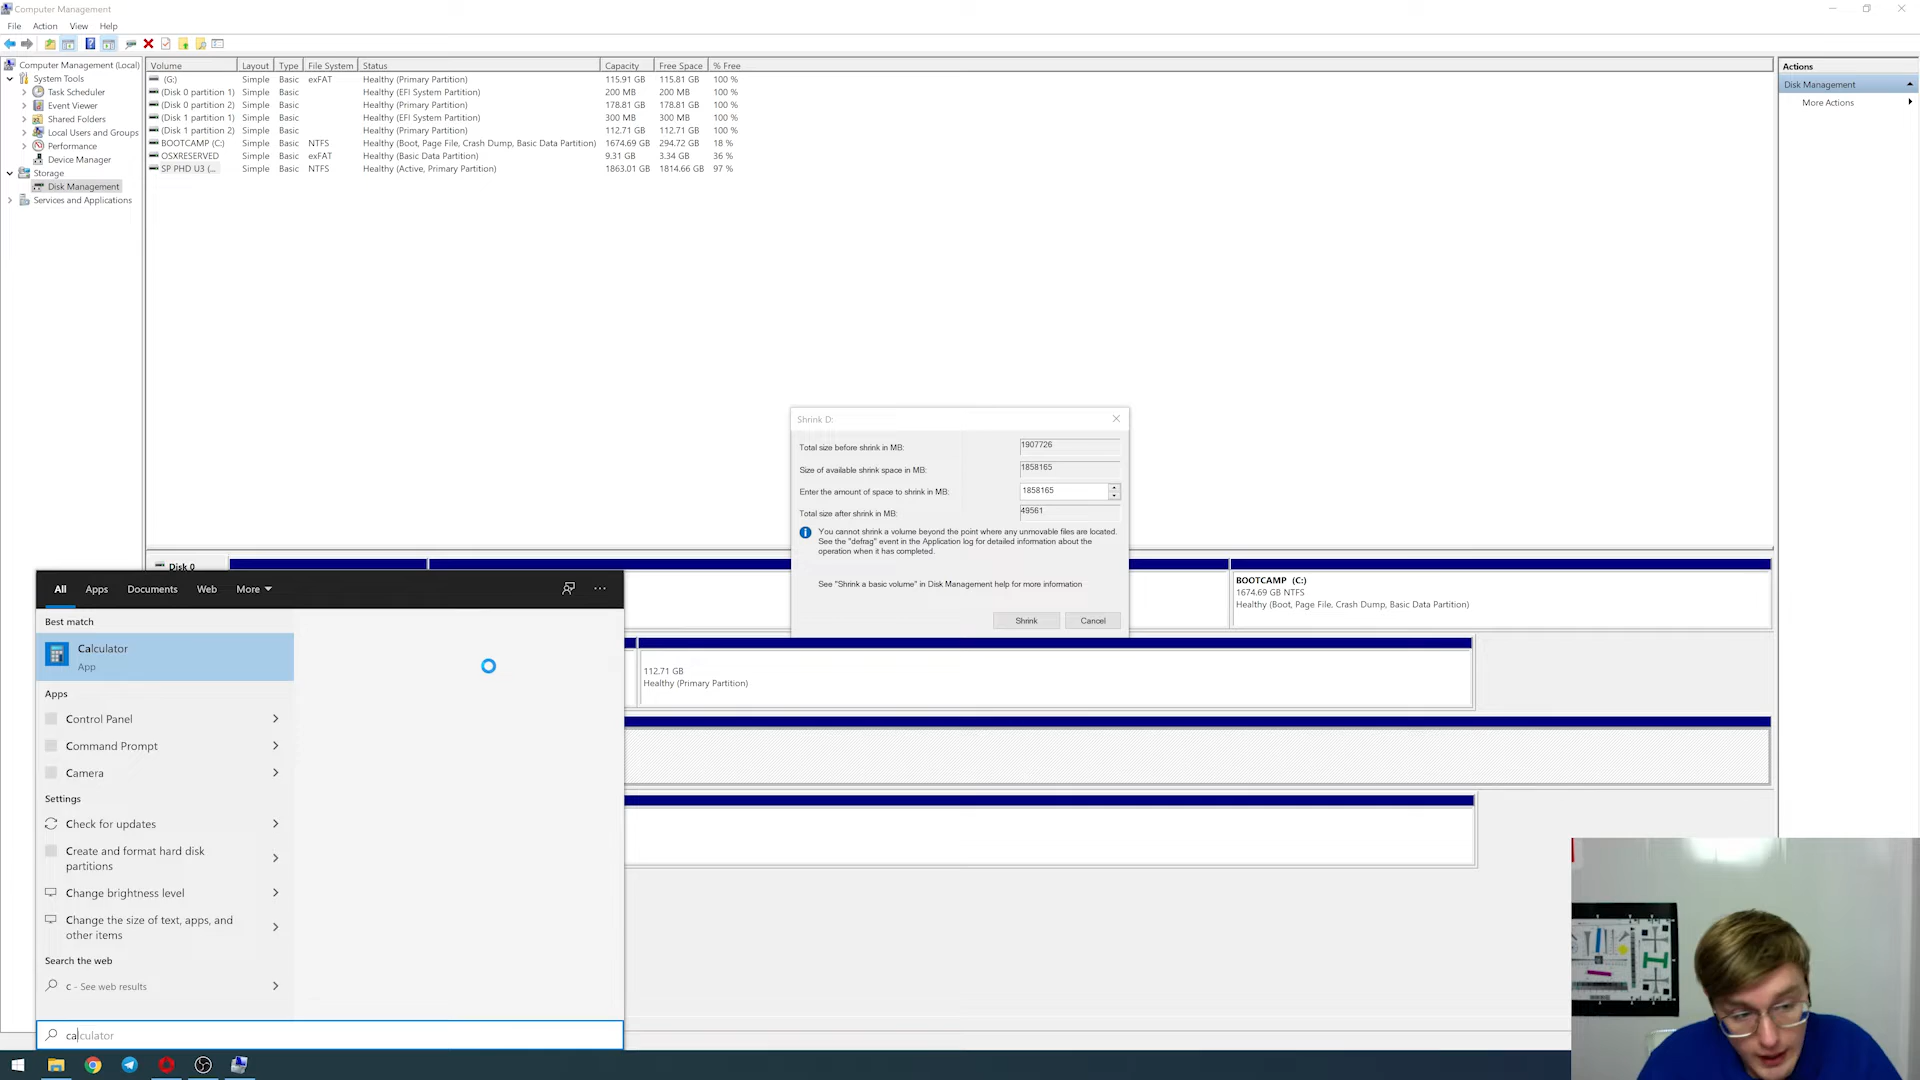 Computer Management
File Action View Help
Computer Management (Local)
System Tools
Task Scheduler
Event Viewer
Shared Folders
Local Users and Groups
Performance
Device Manager
Storage
Disk Management
Services and Applications
Volume Layout Type File System Status Capacity Free Space % Free
(G:) Simple Basic exFAT Healthy (Primary Partition) 115.91 GB 115.81 GB 100 %
(Disk 0 partition 1) Simple Basic Healthy (EFI System Partition) 200 MB 200 MB 100 %
(Disk 0 partition 2) Simple Basic Healthy (Primary Partition) 178.81 GB 178.81 GB 100 %
(Disk 1 partition 1) Simple Basic Healthy (EFI System Partition) 300 MB 300 MB 100 %
(Disk 1 partition 2) Simple Basic Healthy (Primary Partition) 112.71 GB 112.71 GB 100 %
BOOTCAMP (C:) Simple Basic NTFS Healthy (Boot, Page File, Crash Dump, Basic Data Partition) 1674.69 GB 294.72 GB 18 %
OSXRESERVED Simple Basic exFAT Healthy (Basic Data Partition) 9.31 GB 3.34 GB 36 %
SP PHD U3 (... Simple Basic NTFS Healthy (Active, Primary Partition) 1863.01 GB 1814.66 GB 97 %
Actions
Disk Management
More Actions
Shrink D:
Total size before shrink in MB: 1907726
Size of available shrink space in MB: 1858165
Enter the amount of space to shrink in MB: 1858165
Total size after shrink in MB: 49561
You cannot shrink a volume beyond the point where any unmovable files are located.
See the "defrag" event in the Application log for detailed information about the
operation when it has completed.
See "Shrink a basic volume" in Disk Management help for more information
Shrink Cancel
Disk 0
BOOTCAMP (C:)
1674.69 GB NTFS
Healthy (Boot, Page File, Crash Dump, Basic Data Partition)
112.71 GB
Healthy (Primary Partition)
All Apps Documents Web More
Best match
Calculator
App
Apps
Control Panel
Command Prompt
Camera
Settings
Check for updates
Create and format hard disk
partitions
Change brightness level
Change the size of text, apps, and
other items
Search the web
c - See web results
calculator